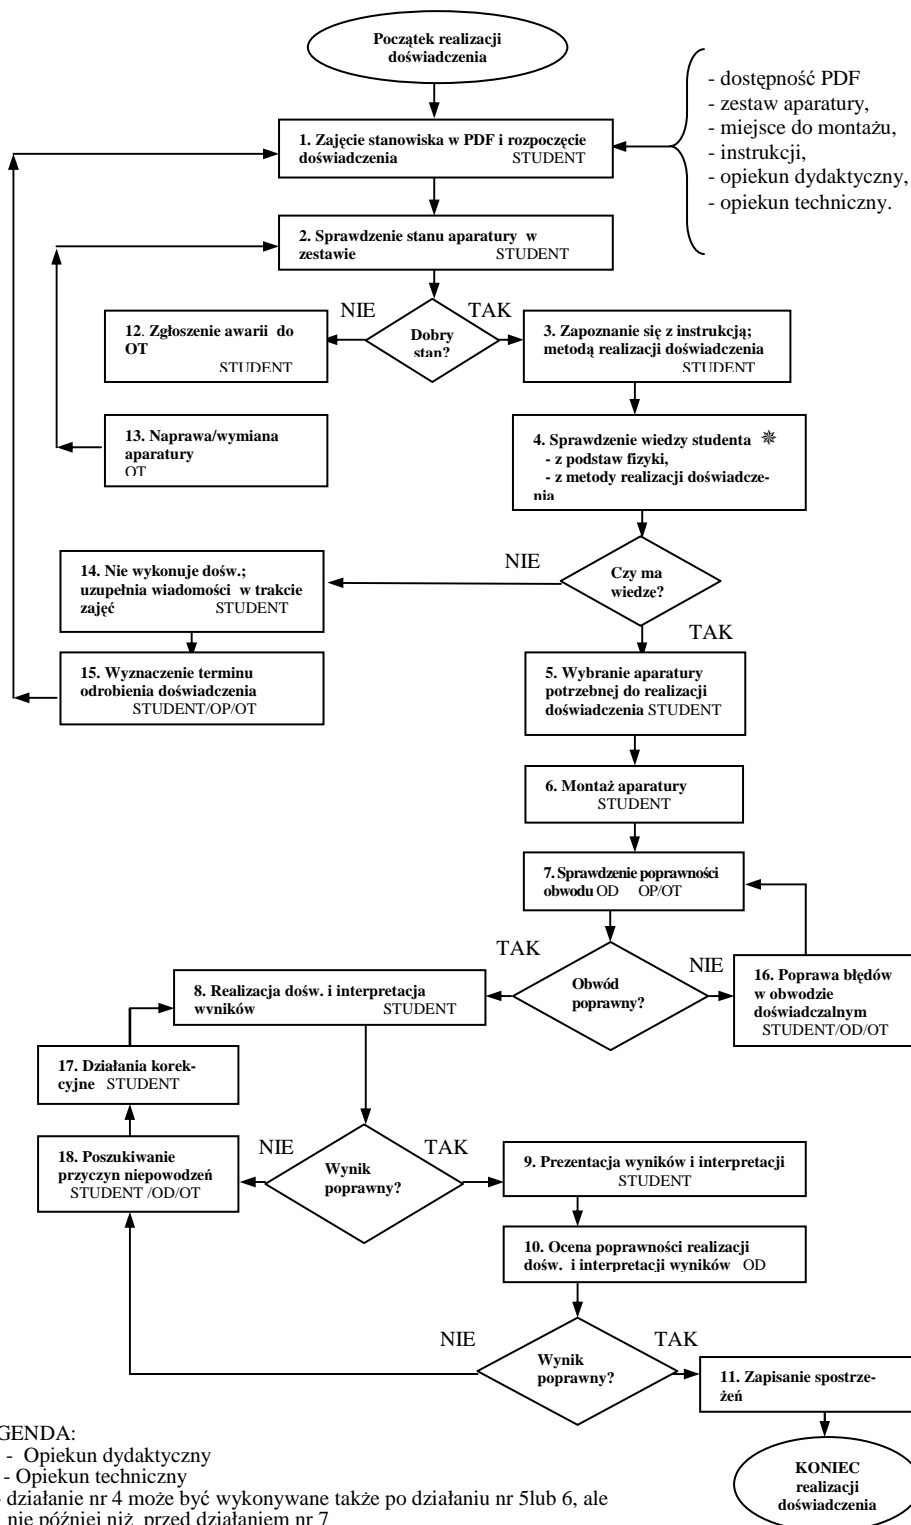 Początek realizacji
doświadczenia
- dostępność PDF
- zestaw aparatury,
- miejsce do montażu,
- instrukcji,
- opiekun dydaktyczny,
- opiekun techniczny.
1. Zajęcie stanowiska w PDF i rozpoczęcie
doświadczenia STUDENT
2. Sprawdzenie stanu aparatury w
zestawie STUDENT
NIE
TAK
Dobry
stan?
12. Zgłoszenie awarii do
OT
STUDENT
3. Zapoznanie się z instrukcją;
metodą realizacji doświadczenia
STUDENT
13. Naprawa/wymiana
aparatury
OT
4. Sprawdzenie wiedzy studenta ✵
- z podstaw fizyki,
- z metody realizacji doświadcze-
nia
NIE
Czy ma
wiedze?
TAK
14. Nie wykonuje dośw.;
uzupełnia wiadomości w trakcie
zajęć STUDENT
15. Wyznaczenie terminu
odrobienia doświadczenia
STUDENT/OP/OT
5. Wybranie aparatury
potrzebnej do realizacji
doświadczenia STUDENT
6. Montaż aparatury
STUDENT
7. Sprawdzenie poprawności
obwodu OD OP/OT
TAK
NIE
Obwód
poprawny?
8. Realizacja dośw. i interpretacja
wyników STUDENT
16. Poprawa błędów
w obwodzie
doświadczalnym
STUDENT/OD/OT
17. Działania korek-
cyjne STUDENT
18. Poszukiwanie
przyczyn niepowodzeń
STUDENT /OD/OT
NIE
TAK
Wynik
poprawny?
9. Prezentacja wyników i interpretacji
STUDENT
10. Ocena poprawności realizacji
dośw. i interpretacji wyników OD
NIE
TAK
Wynik
poprawny?
11. Zapisanie spostrze-
żeń
KONIEC
realizacji
doświadczenia
GENDA:
- Opiekun dydaktyczny
- Opiekun techniczny
działanie nr 4 może być wykonywane także po działaniu nr 5lub 6, ale
nie później niż przed działaniem nr 7